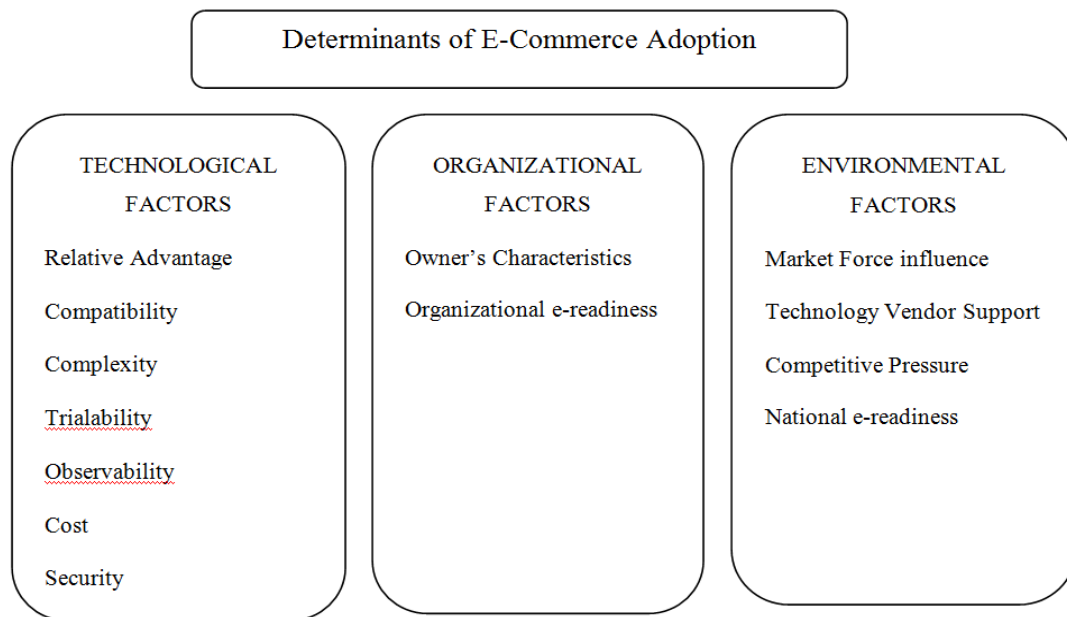 Determinants of E-Commerce Adoption
TECHNOLOGICAL
FACTORS
Relative Advantage
Compatibility
Complexity
Trialability
Observability
Cost
Security
ORGANIZATIONAL
FACTORS
Owner’s Characteristics
Organizational e-readiness
ENVIRONMENTAL
FACTORS
Market Force influence
Technology Vendor Support
Competitive Pressure
National e-readiness